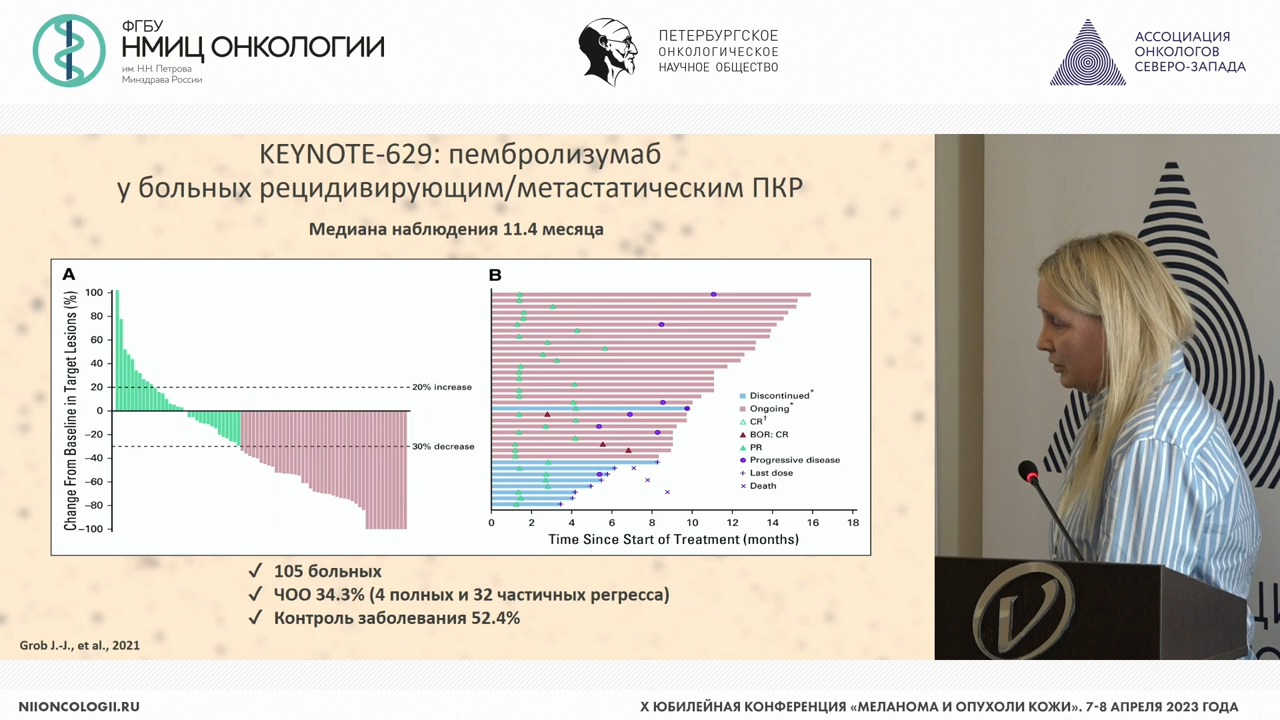 ФГБУ
НМИЦ ОНКОЛОГИИ
им. Н.Н. Петрова
Минздрава России
ПЕТЕРБУРГСКОЕ
ОНКОЛОГИЧЕСКОЕ
НАУЧНОЕ ОБЩЕСТВО
АССОЦИАЦИЯ
ОНКОЛОГОВ
СЕВЕРО-ЗАПАДА
KEYNOTE-629: пембролизумаб
у больных рецидивирующим/метастатическим ПКР
Медиана наблюдения 11.4 месяца
A
Change From Baseline in Target Lesions (%)
100
80
60
40
20
0
−20
−40
−60
−80
−100
20% increase
30% decrease
B
Discontinued*
Ongoing*
CR†
BOR: CR
PR
Progressive disease
Last dose
Death
0 2 4 6 8 10 12 14 16 18
Time Since Start of Treatment (months)
✓ 105 больных
✓ ЧОО 34.3% (4 полных и 32 частичных регресса)
✓ Контроль заболевания 52.4%
Grob J.-J., et al., 2021
NIIONCOLOGII.RU
X ЮБИЛЕЙНАЯ КОНФЕРЕНЦИЯ «МЕЛАНОМА И ОПУХОЛИ КОЖИ». 7-8 АПРЕЛЯ 2023 ГОДА